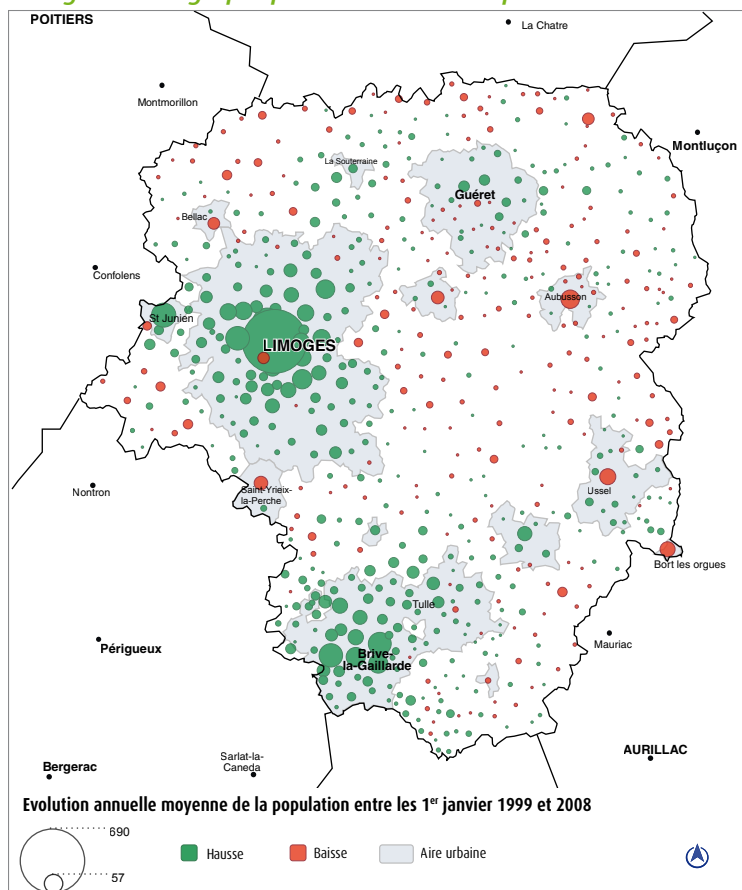 POITIERS
La Chatre
Montmorillon
Montluçon
La Souterraine
Guéret
Bellac
Confolens
Aubusson
St Junien
LIMOGES
Nontron
Saint-Yrieix-
la-Perche
Ussel
Bort les orgues
Tulle
Mauriac
Périgueux
Brive-
la-Gaillarde
Sarlat-la-
Caneda
AURILLAC
Bergerac
Evolution annuelle moyenne de la population entre les 1er janvier 1999 et 2008
690
57
Hausse
Baisse
Aire urbaine